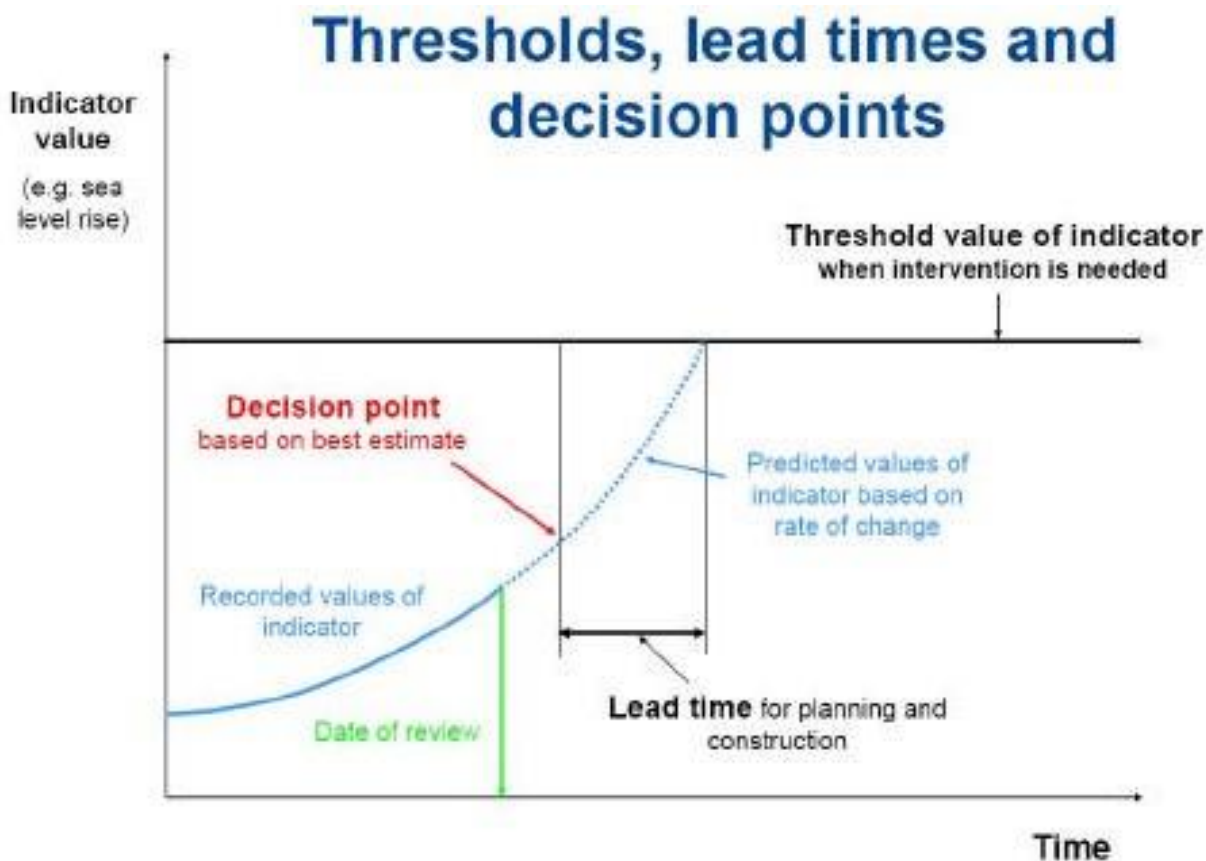 Thresholds, lead times and
decision points
Indicator
value
(e.g. sea
level rise)
Threshold value of indicator
when intervention is needed
Decision point
based on best estimate
Predicted values of
indicator based on
rate of change
Recorded values of
indicator
Lead time for planning and
construction
Date of review
Time